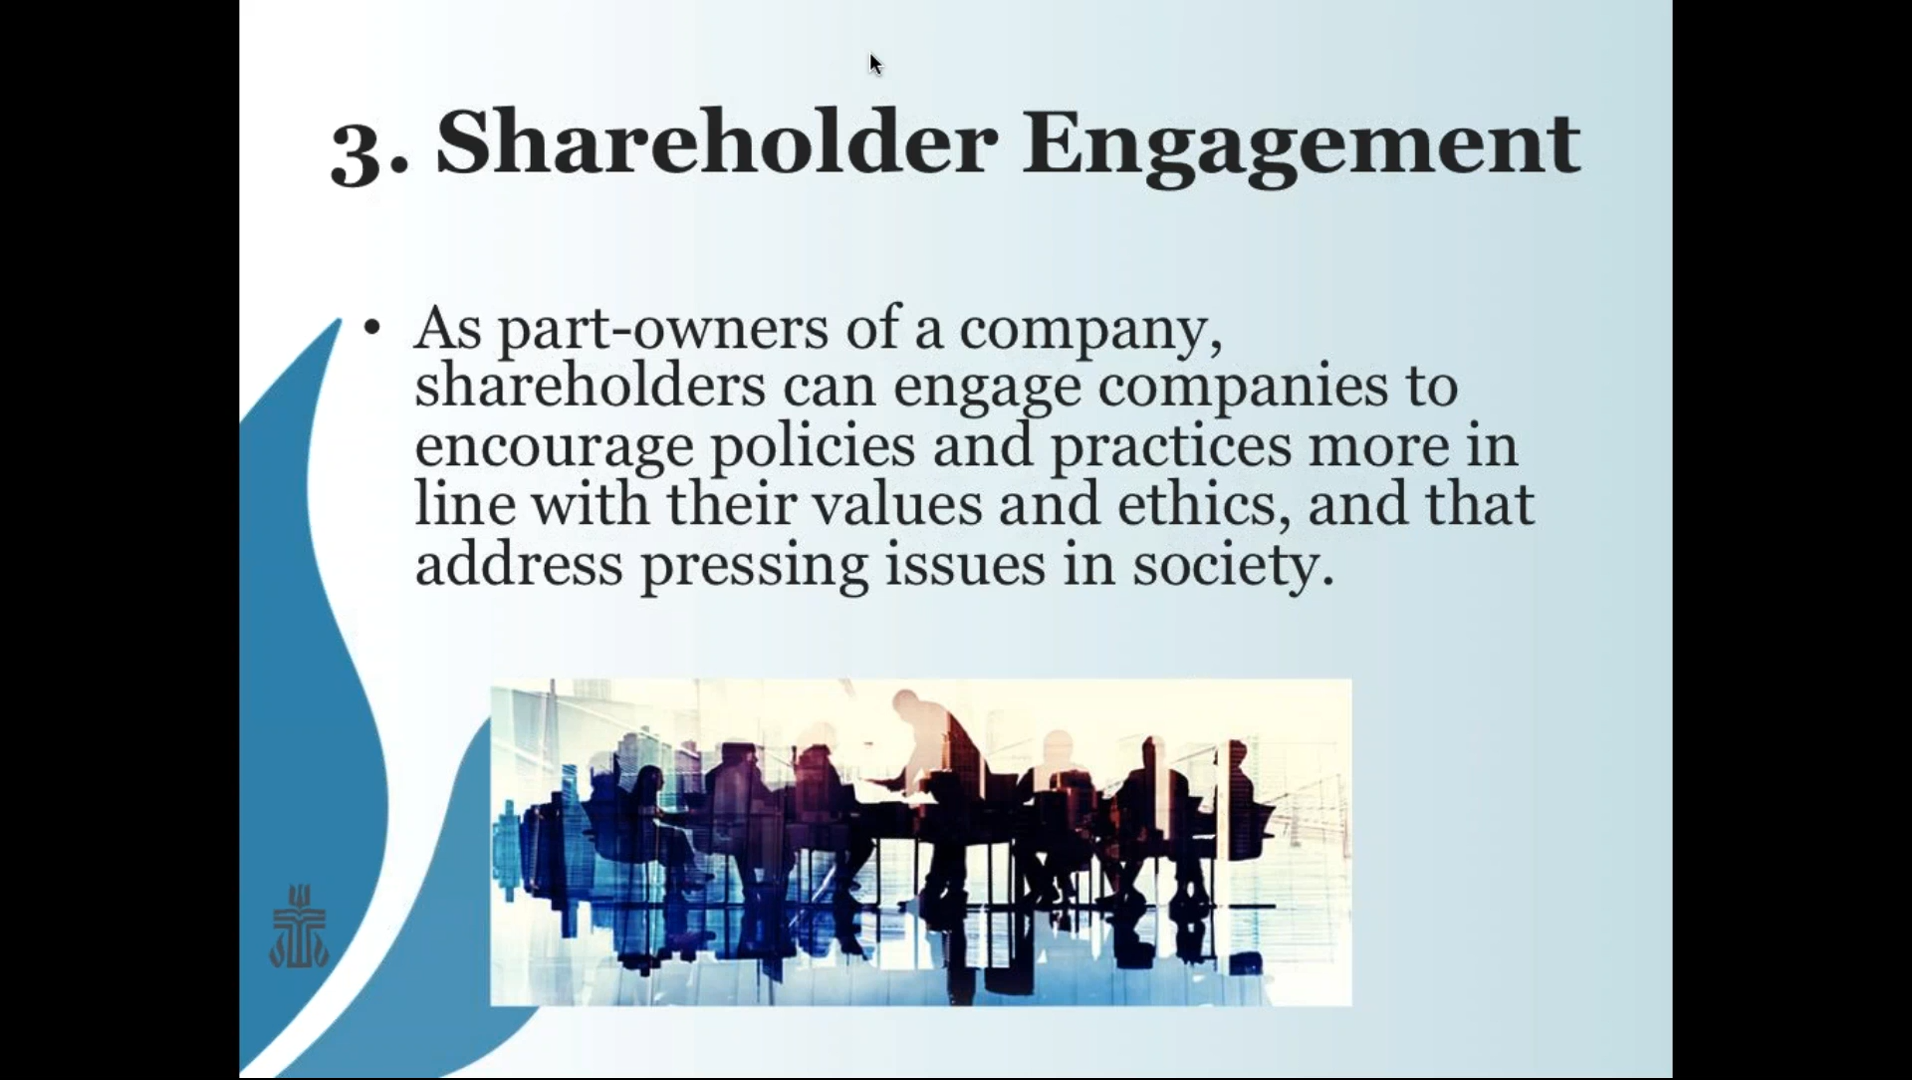 3. Shareholder Engagement
• As part-owners of a company,
shareholders can engage companies to
encourage policies and practices more in
line with their values and ethics, and that
address pressing issues in society.